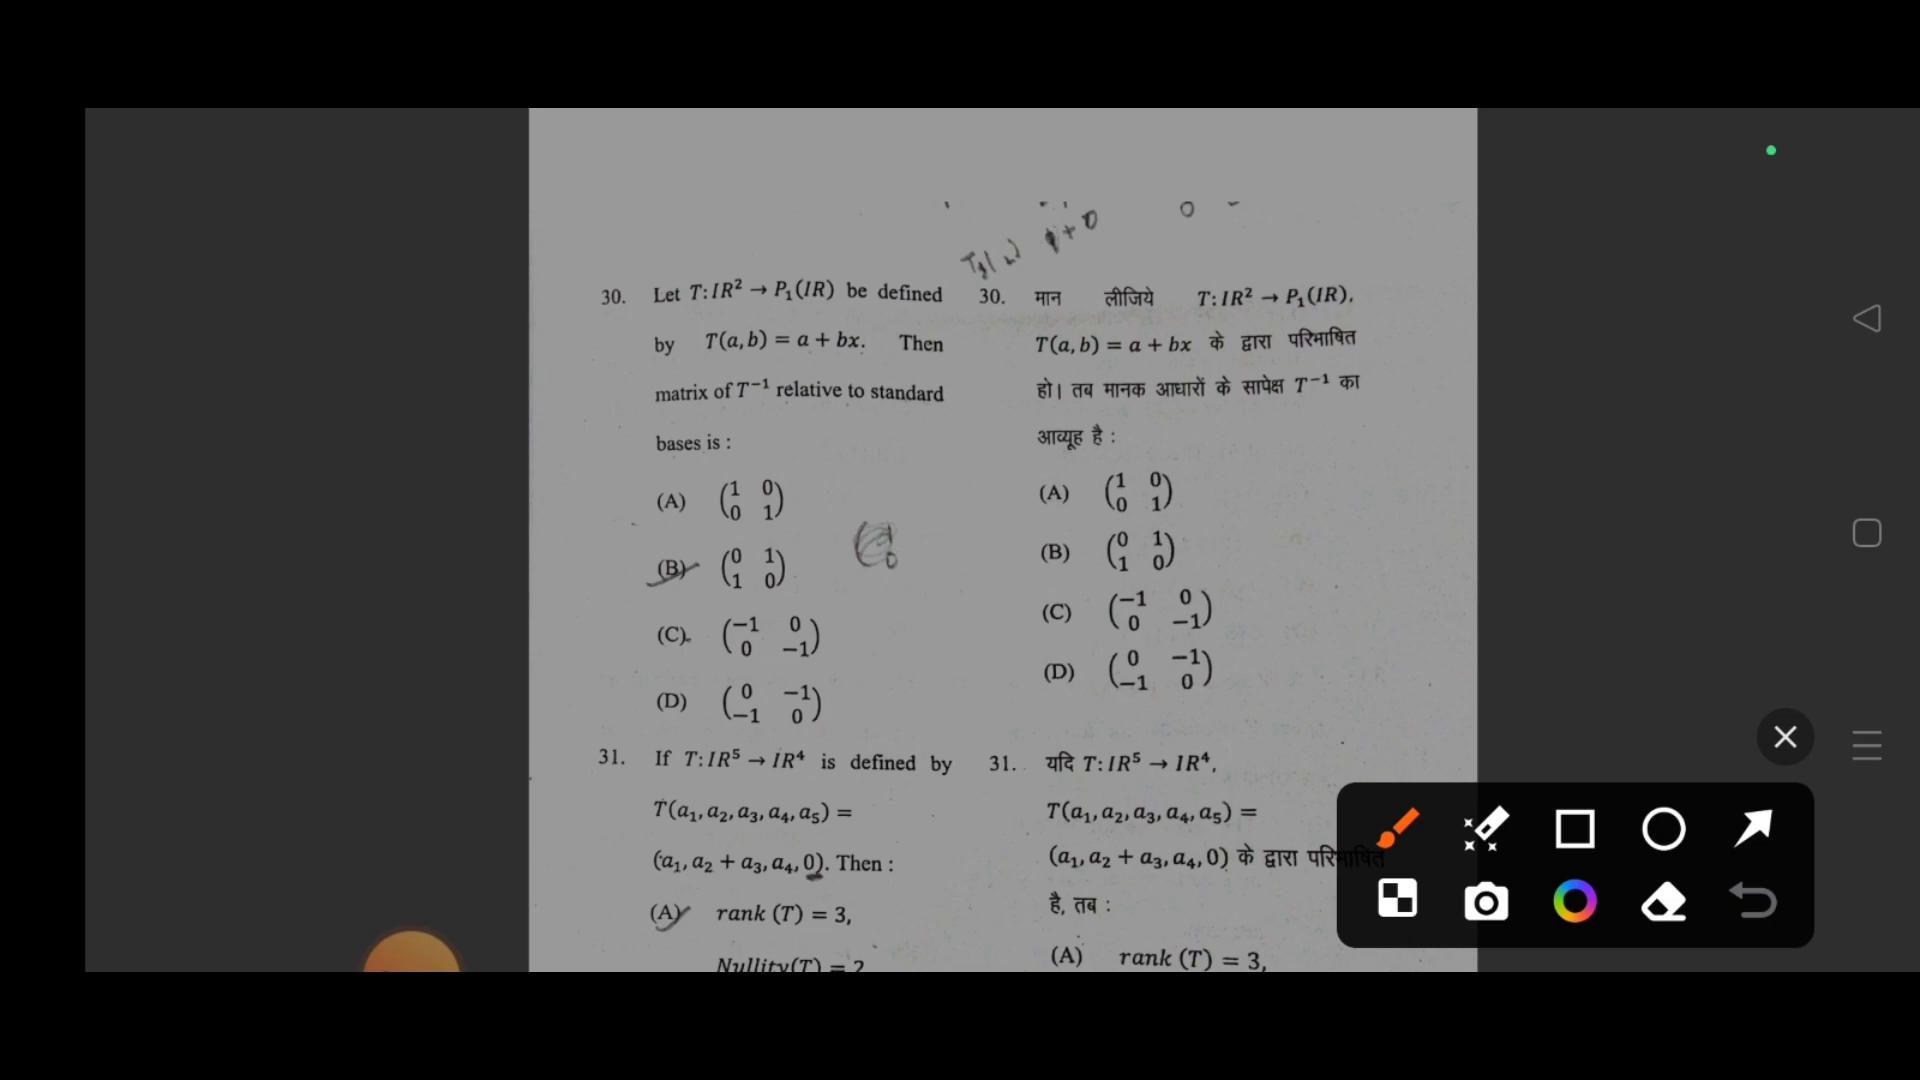 30. Let T: IR² → P₁(IR) be defined
by T(a, b) = a + bx. Then
matrix of T⁻¹ relative to standard
bases is :
(A) (1 0
0 1)
(B) (0 1
1 0)
(C) (−1 0
0 −1)
(D) (0 −1
−1 0)
31. If T: IR⁵ → IR⁴ is defined by
T(a₁, a₂, a₃, a₄, a₅) =
(a₁, a₂ + a₃, a₄, 0). Then :
(A) rank (T) = 3,
Nullity(T) = 2
30. मान लीजिये T: IR² → P₁(IR),
T(a, b) = a + bx के द्वारा परिभाषित
हो। तब मानक आधारों के सापेक्ष T⁻¹ का
आव्यूह है :
(A) (1 0
0 1)
(B) (0 1
1 0)
(C) (−1 0
0 −1)
(D) (0 −1
−1 0)
31. यदि T: IR⁵ → IR⁴,
T(a₁, a₂, a₃, a₄, a₅) =
(a₁, a₂ + a₃, a₄, 0) के द्वारा परिभाषित
है, तब :
(A) rank (T) = 3,